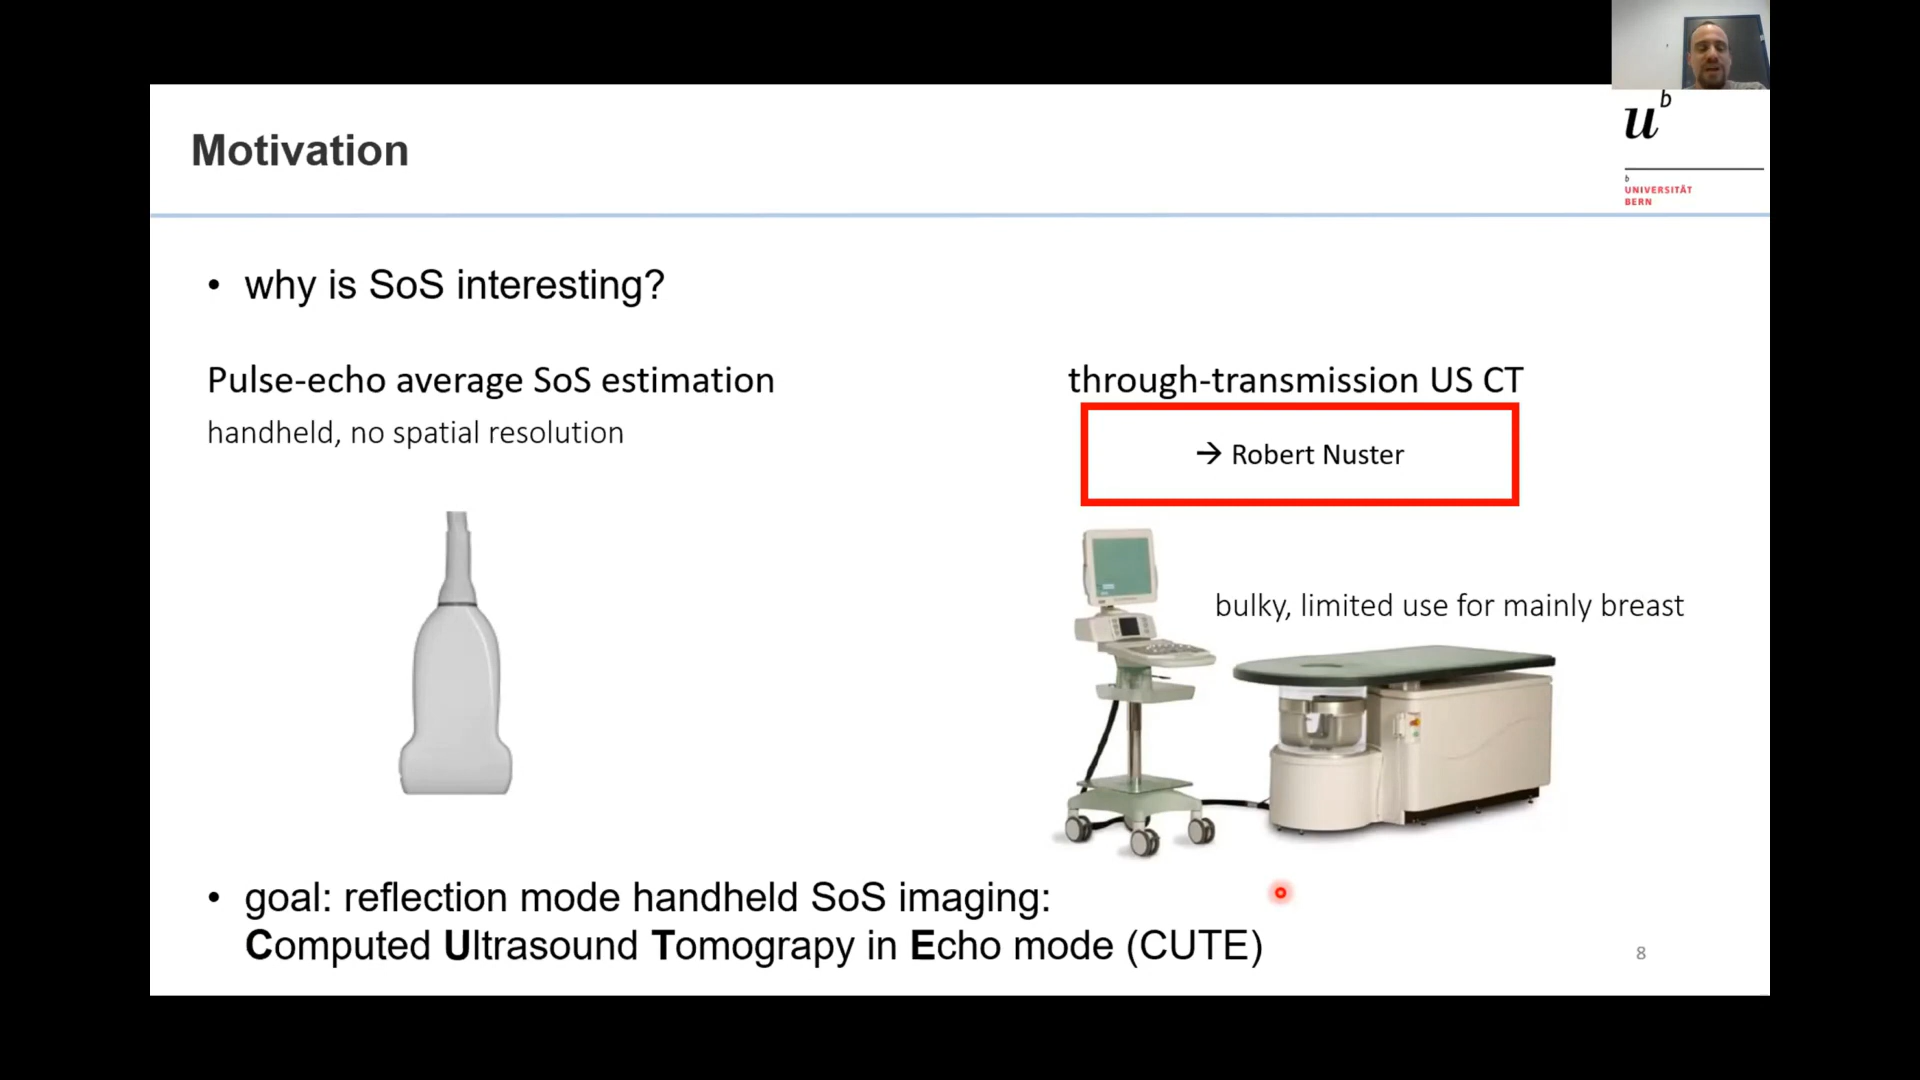 Motivation
u
b
b
UNIVERSITÄT
BERN
• why is SoS interesting?
Pulse-echo average SoS estimation
handheld, no spatial resolution
through-transmission US CT
→ Robert Nuster
bulky, limited use for mainly breast
• goal: reflection mode handheld SoS imaging:
Computed Ultrasound Tomograpy in Echo mode (CUTE)
8